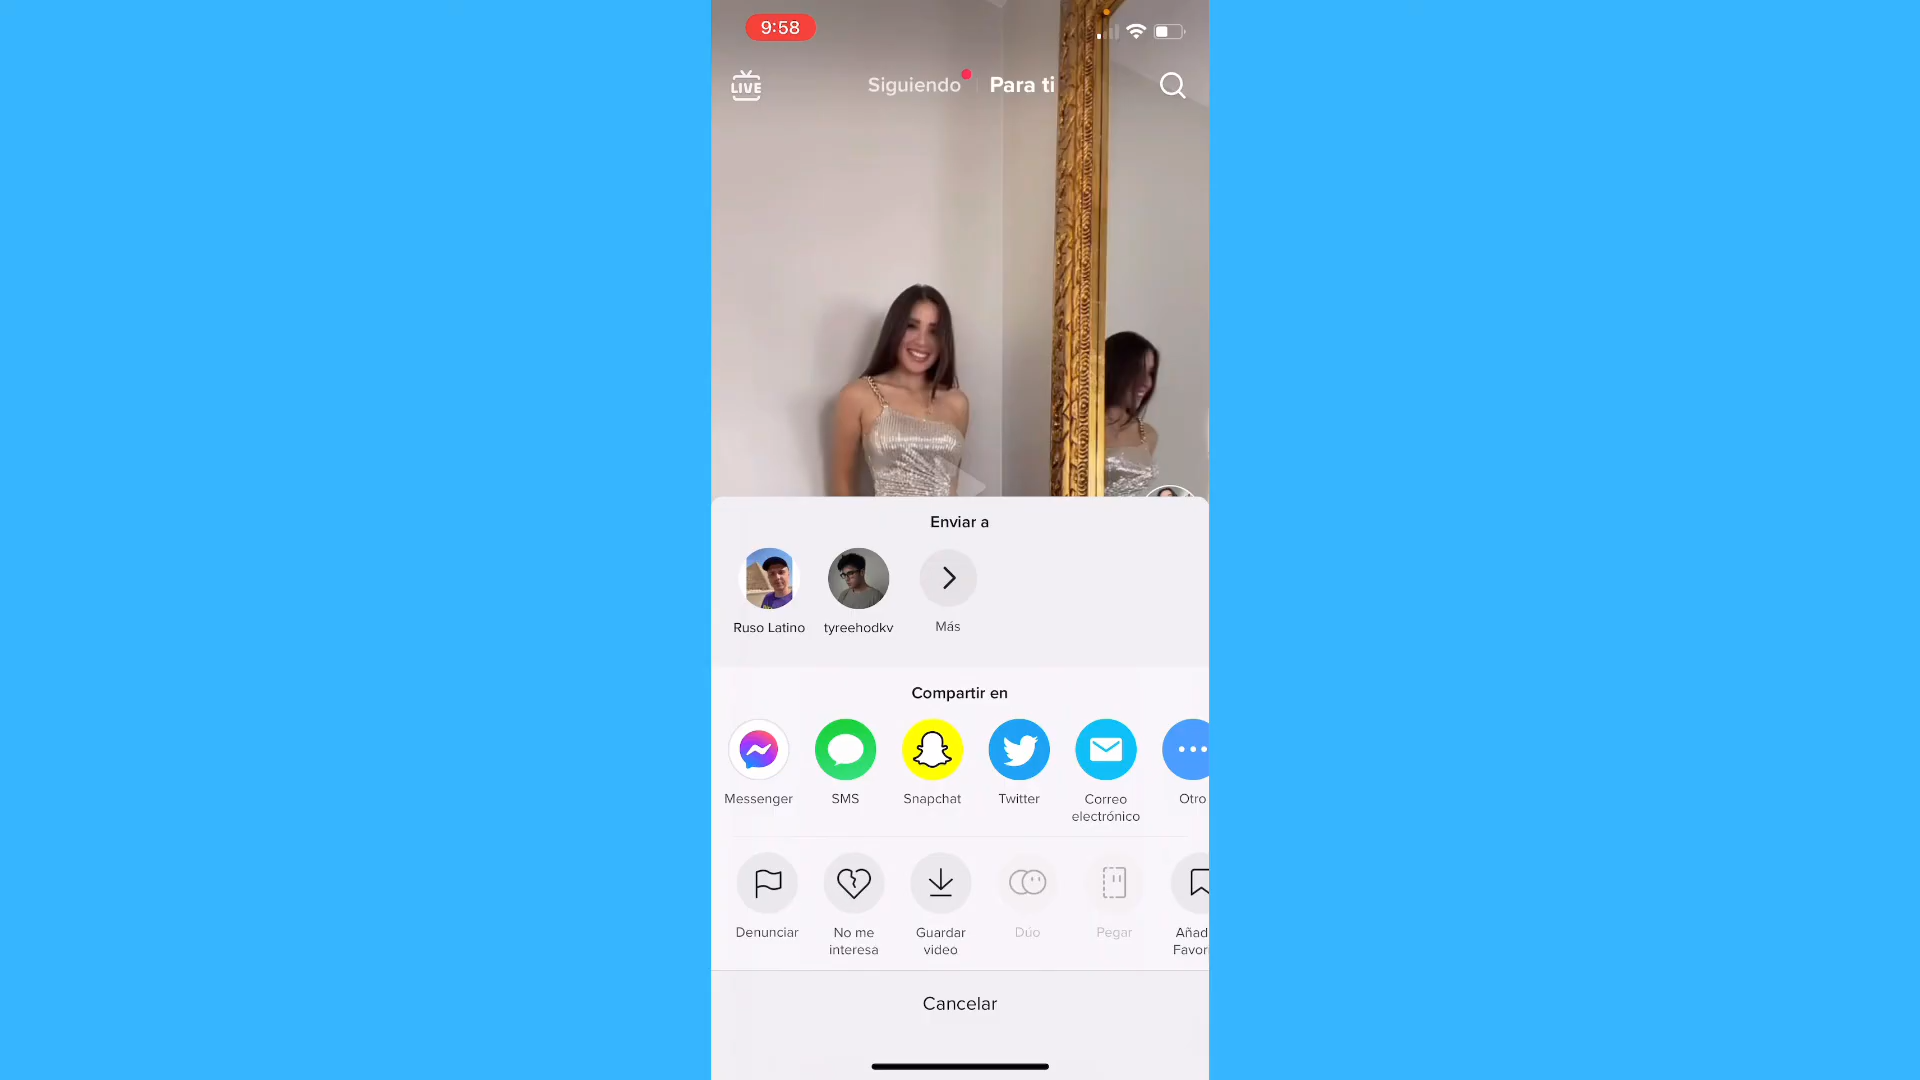 9:58
LIVE
Siguiendo
Para ti
Enviar a
Ruso Latino
tyreehodkv
Más
Compartir en
Messenger
SMS
Snapchat
Twitter
Correo
electrónico
Otro
Denunciar
No me
interesa
Guardar
video
Dúo
Pegar
Añad
Favor
Cancelar